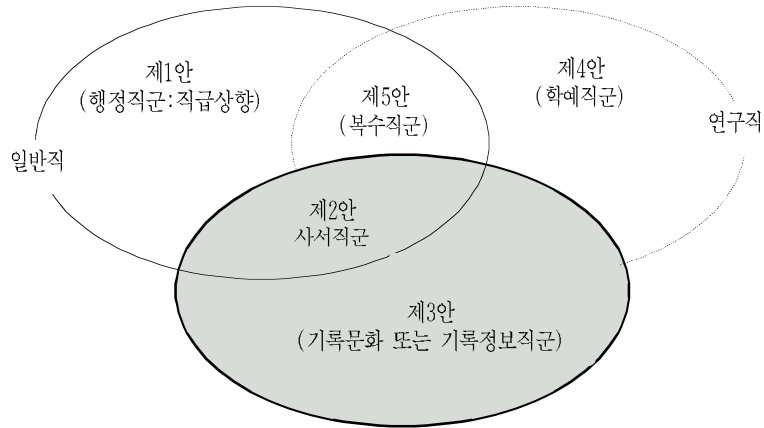 제1안
(행정직군:직급상향)
제5안
(복수직군)
제4안
(학예직군)
연구직
일반직
제2안
사서직군
제3안
(기록문화 또는 기록정보직군)